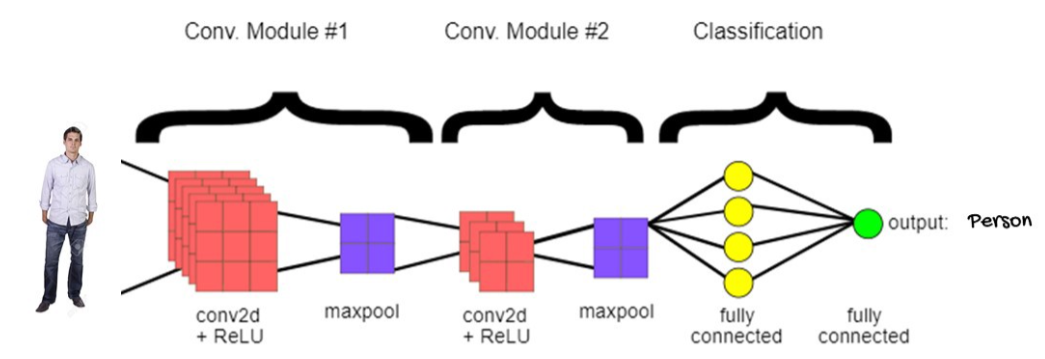 Conv. Module #1
Conv. Module #2
Classification
output: Person
conv2d
+ ReLU
maxpool
conv2d
+ ReLU
maxpool
fully
connected
fully
connected